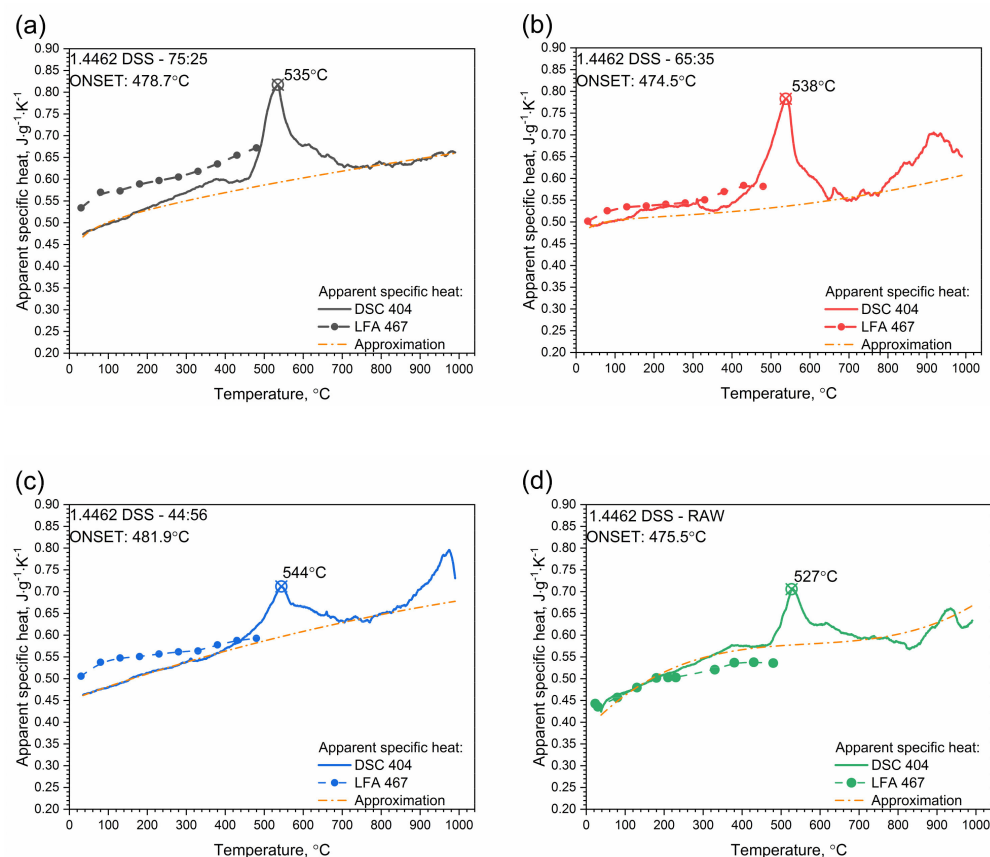 (a)
1.4462 DSS - 75:25
ONSET: 478.7°C
535°C
Apparent specific heat, J·g⁻¹·K⁻¹
0.90
0.85
0.80
0.75
0.70
0.65
0.60
0.55
0.50
0.45
0.40
0.35
0.30
0.25
0.20
Apparent specific heat:
DSC 404
LFA 467
Approximation
0 100 200 300 400 500 600 700 800 900 1000
Temperature, °C
(b)
1.4462 DSS - 65:35
ONSET: 474.5°C
538°C
Apparent specific heat, J·g⁻¹·K⁻¹
0.90
0.85
0.80
0.75
0.70
0.65
0.60
0.55
0.50
0.45
0.40
0.35
0.30
0.25
0.20
Apparent specific heat:
DSC 404
LFA 467
Approximation
0 100 200 300 400 500 600 700 800 900 1000
Temperature, °C
(c)
1.4462 DSS - 44:56
ONSET: 481.9°C
544°C
Apparent specific heat, J·g⁻¹·K⁻¹
0.90
0.85
0.80
0.75
0.70
0.65
0.60
0.55
0.50
0.45
0.40
0.35
0.30
0.25
0.20
Apparent specific heat:
DSC 404
LFA 467
Approximation
0 100 200 300 400 500 600 700 800 900 1000
Temperature, °C
(d)
1.4462 DSS - RAW
ONSET: 475.5°C
527°C
Apparent specific heat, J·g⁻¹·K⁻¹
0.90
0.85
0.80
0.75
0.70
0.65
0.60
0.55
0.50
0.45
0.40
0.35
0.30
0.25
0.20
Apparent specific heat:
DSC 404
LFA 467
Approximation
0 100 200 300 400 500 600 700 800 900 1000
Temperature, °C